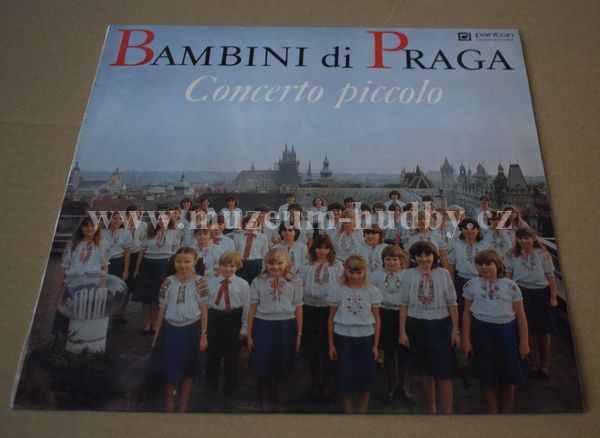 BAMBINI di PRAGA
panton
Concerto piccolo
www.muzeum-hudby.cz